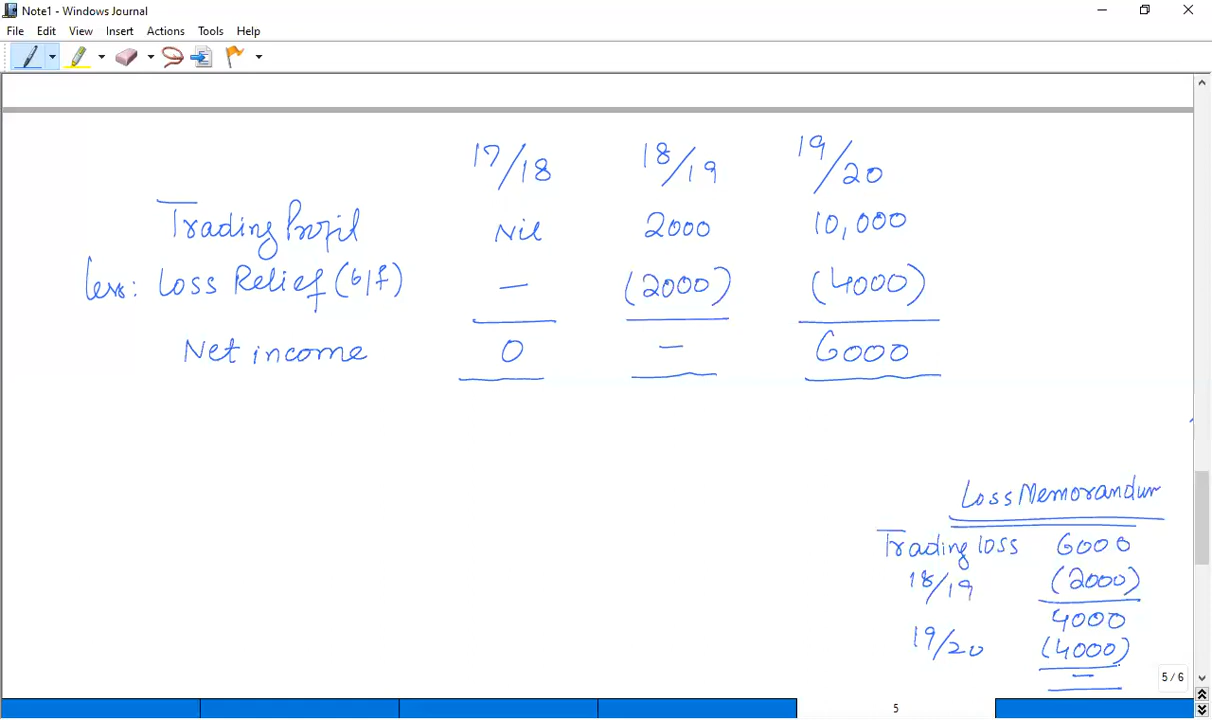 Note1 - Windows Journal
File Edit View Insert Actions Tools Help
17/18 18/19 19/20
Trading Profit Nil 2000 10,000
less: Loss Relief (b/f) — (2000) (4000)
Net income 0 — 6000
Loss Memorandum
Trading loss 6000
18/19 (2000)
4000
19/20 (4000)
—
5 / 6
5